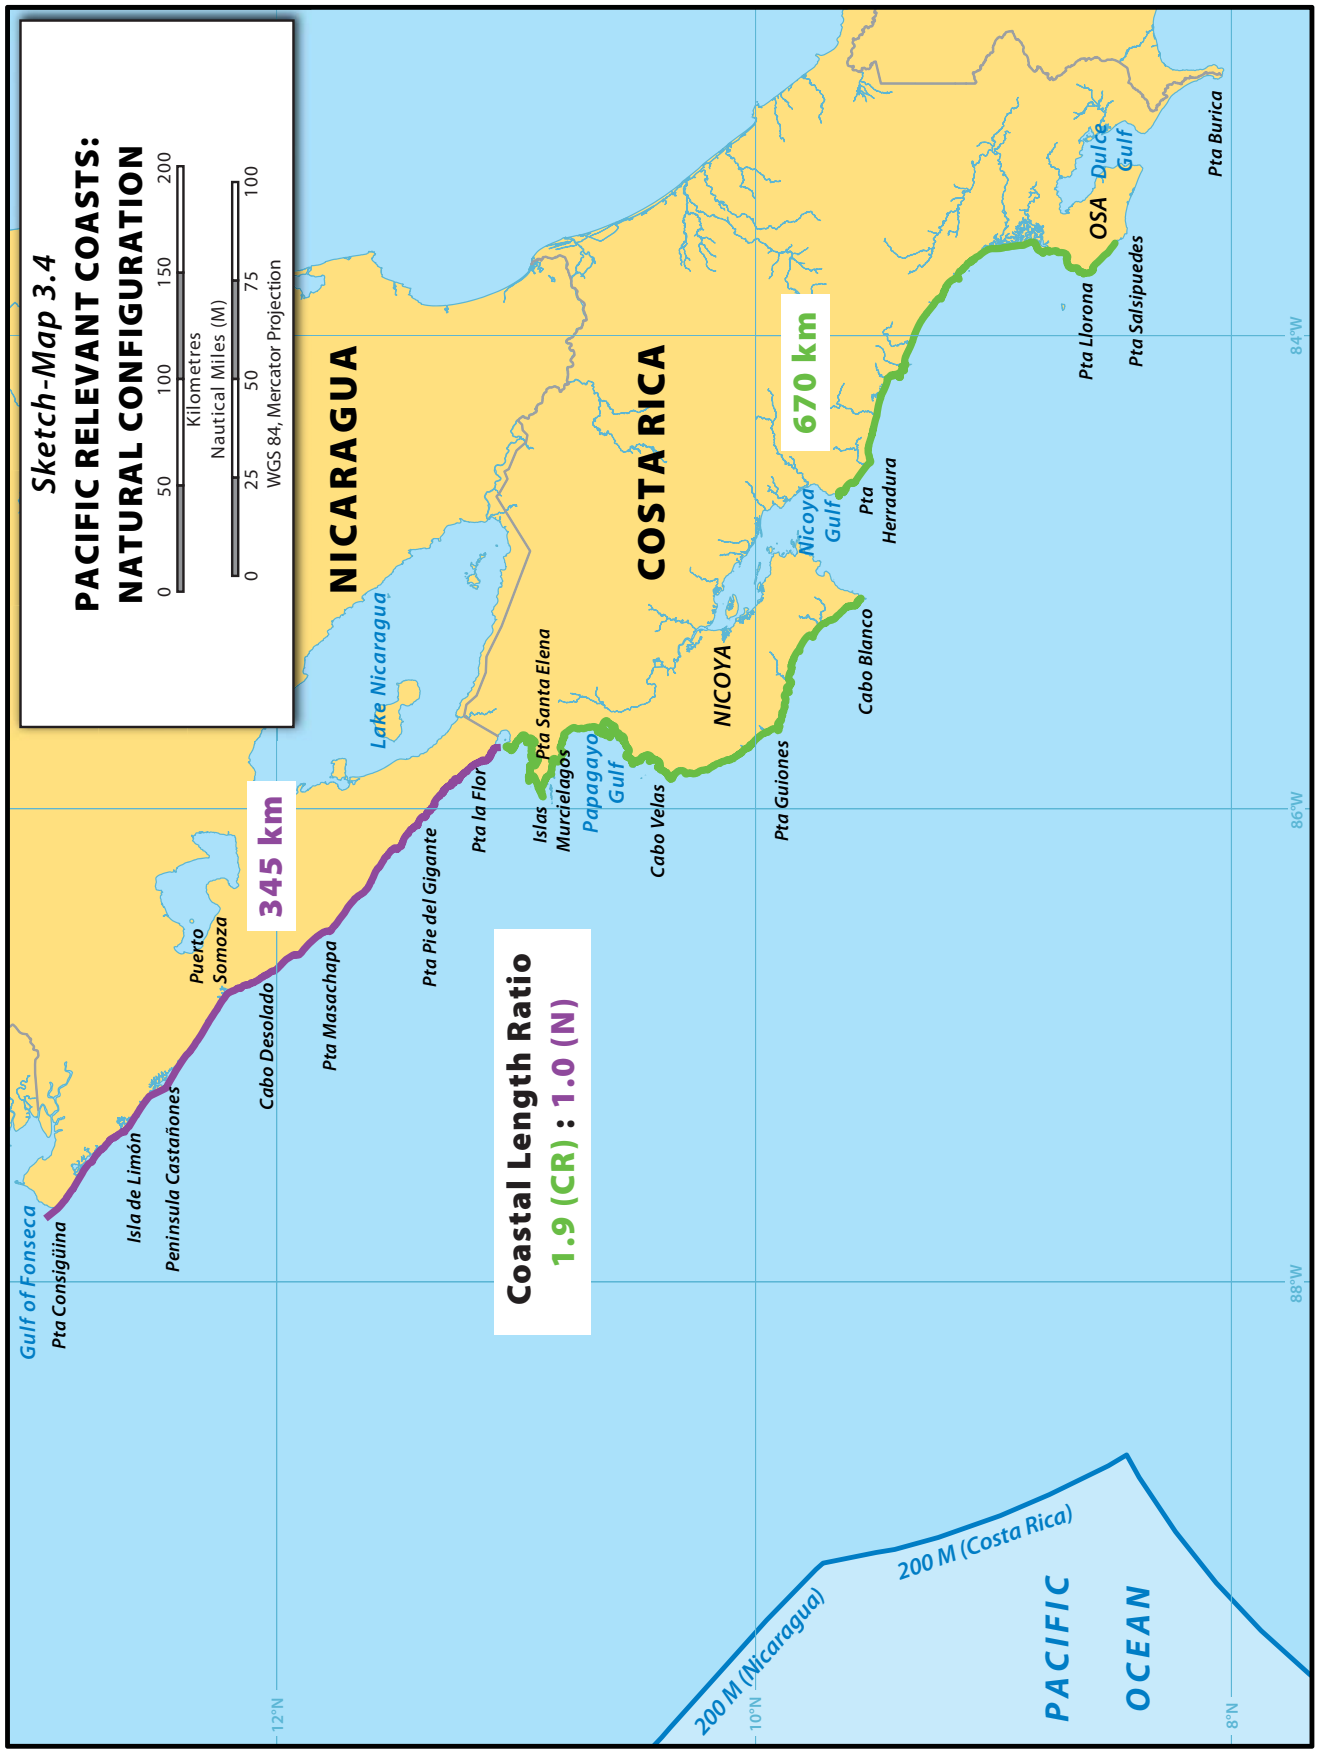 Sketch-Map 3.4
PACIFIC RELEVANT COASTS:
NATURAL CONFIGURATION
0 50 100 150 200
Kilometres
Nautical Miles (M)
0 25 50 75 100
WGS 84, Mercator Projection
NICARAGUA
Lake Nicaragua
345 km
Puerto
Somoza
Gulf of Fonseca
Pta Consigüina
Isla de Limón
Peninsula Castañones
Cabo Desolado
Pta Masachapa
Pta Pie del Gigante
Pta la Flor
Islas
Murcielagos
Pta Santa Elena
Papagayo
Gulf
Cabo Velas
COSTA RICA
NICOYA
Pta Guiones
Cabo Blanco
Nicoya
Gulf
670 km
Pta
Herradura
OSA
Dulce
Gulf
Pta Llorona
Pta Salsipuedes
Pta Burica
Coastal Length Ratio
1.9 (CR) : 1.0 (N)
200 M (Nicaragua)
200 M (Costa Rica)
PACIFIC
OCEAN
12°N
10°N
8°N
88°W
86°W
84°W